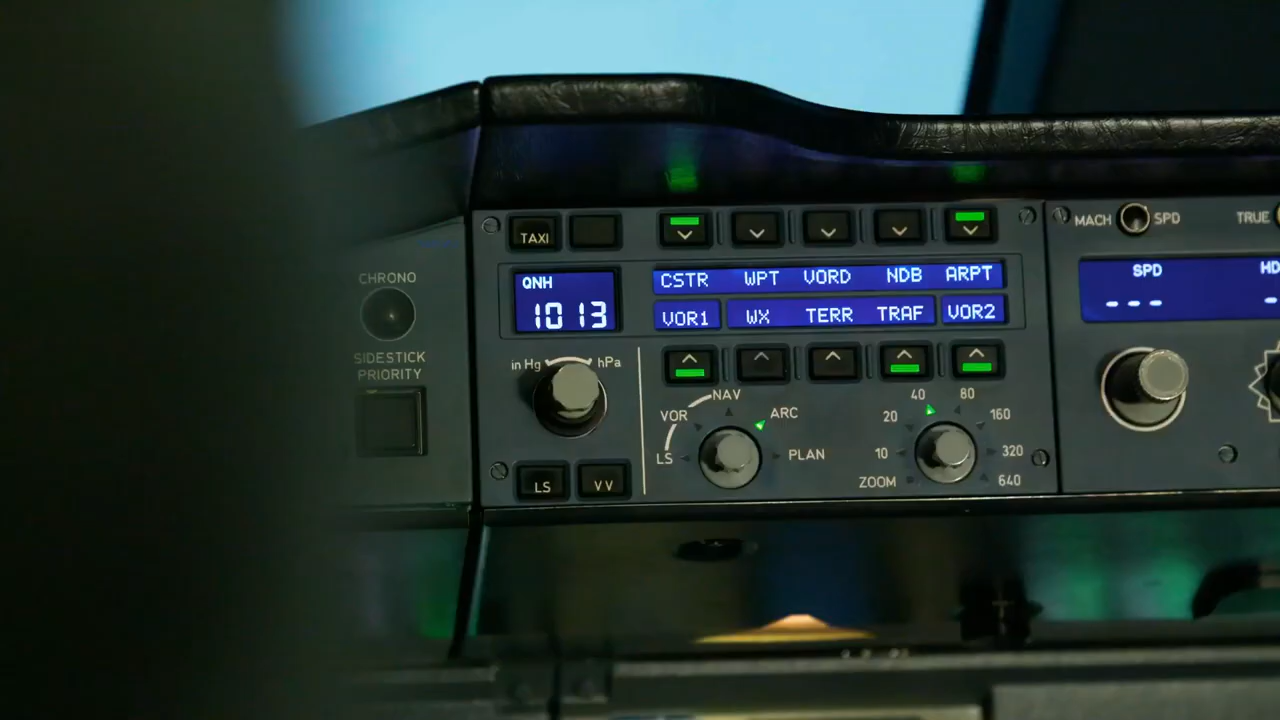 TAXI
MACH SPD TRUE
CHRONO
QNH
1013
CSTR WPT VORD NDB ARPT
VOR1 WX TERR TRAF VOR2
SPD HD
---
SIDESTICK
PRIORITY
in Hg hPa
NAV
VOR ARC
LS PLAN
40 80
20 160
10 320
ZOOM 640
LS VV